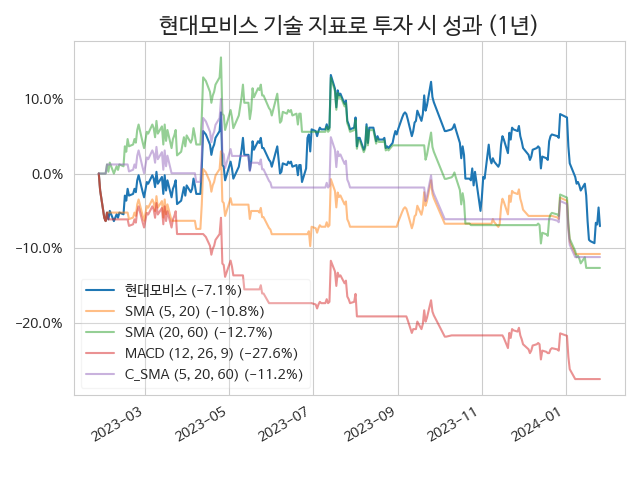 현대모비스 기술 지표로 투자 시 성과 (1년)
10.0%
0.0%
−10.0%
−20.0%
현대모비스 (−7.1%)
SMA (5, 20) (−10.8%)
SMA (20, 60) (−12.7%)
MACD (12, 26, 9) (−27.6%)
C_SMA (5, 20, 60) (−11.2%)
2023−03
2023−05
2023−07
2023−09
2023−11
2024−01